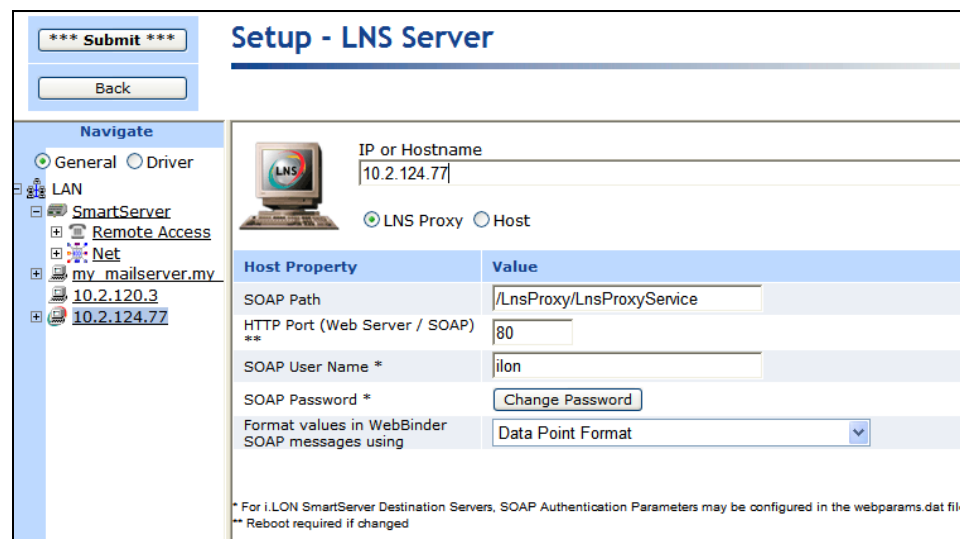 *** Submit ***
Back
Setup - LNS Server
Navigate
General Driver
LAN
SmartServer
Remote Access
Net
my_mailserver.my_
10.2.120.3
10.2.124.77
LNS
IP or Hostname
10.2.124.77
LNS Proxy Host
Host Property Value
SOAP Path /LnsProxy/LnsProxyService
HTTP Port (Web Server / SOAP) 80
**
SOAP User Name * ilon
SOAP Password * Change Password
Format values in WebBinder
SOAP messages using Data Point Format
* For i.LON SmartServer Destination Servers, SOAP Authentication Parameters may be configured in the webparams.dat fil
** Reboot required if changed